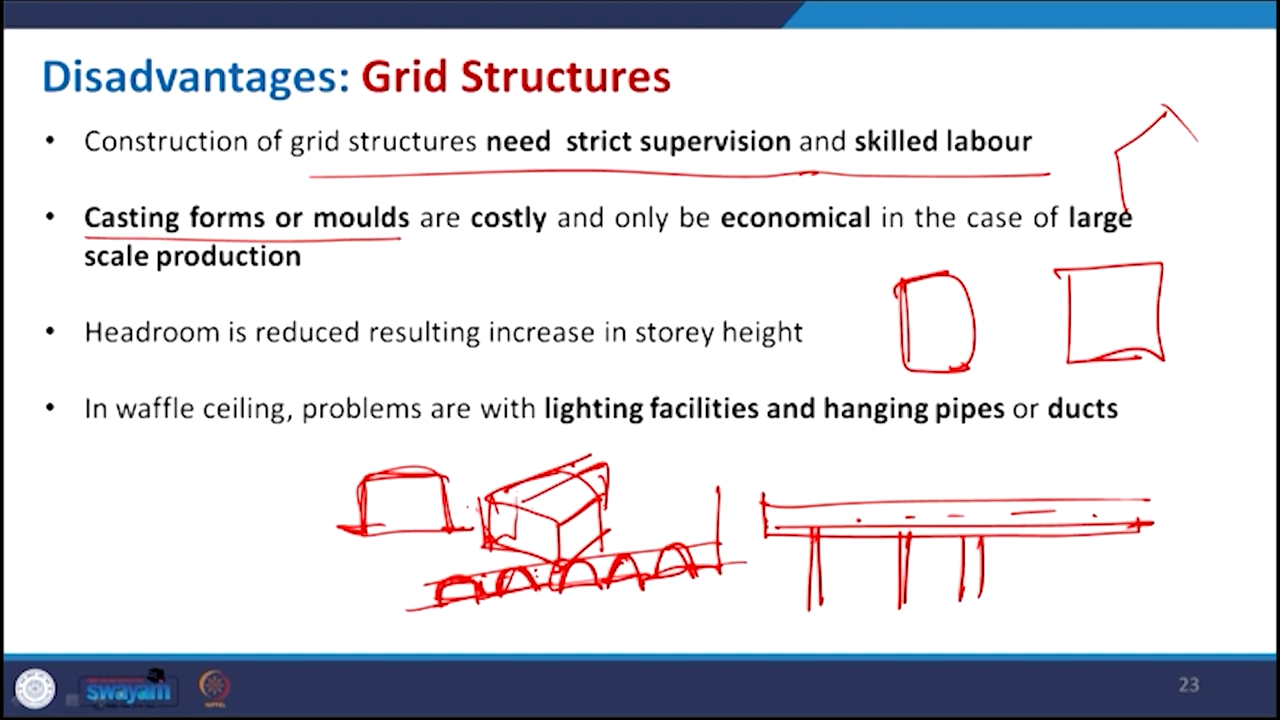 Disadvantages: Grid Structures
• Construction of grid structures need strict supervision and skilled labour
• Casting forms or moulds are costly and only be economical in the case of large
scale production
• Headroom is reduced resulting increase in storey height
• In waffle ceiling, problems are with lighting facilities and hanging pipes or ducts
swayam
23